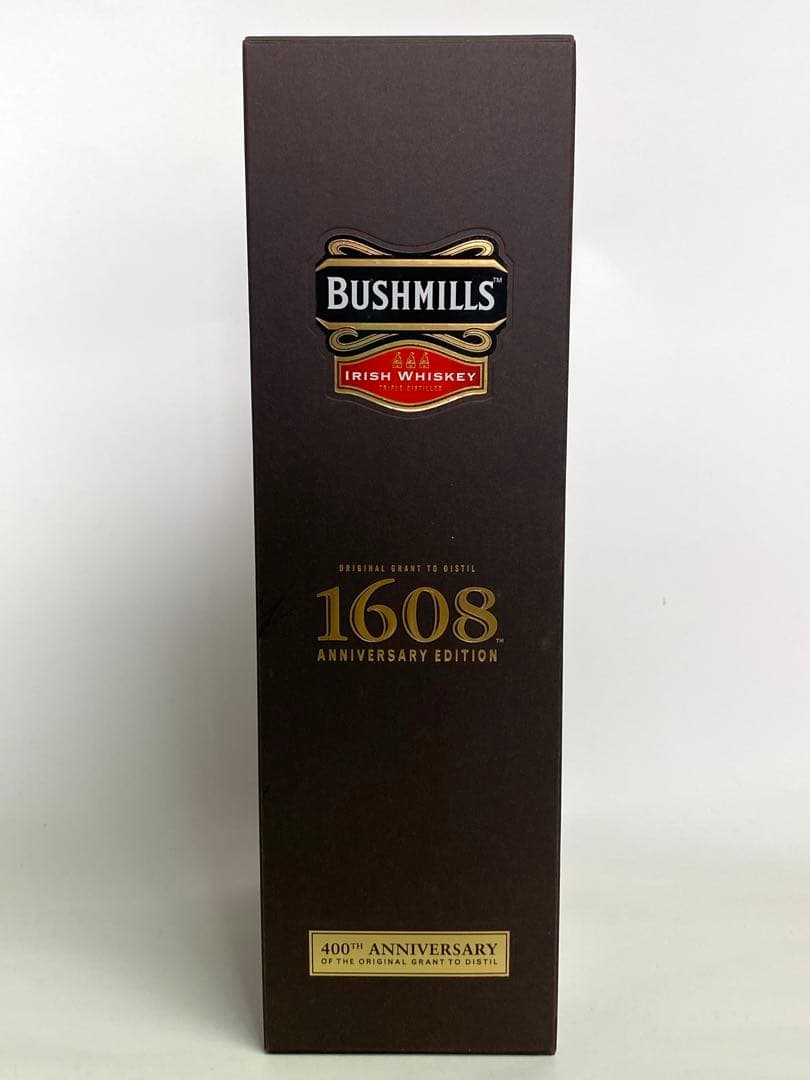 BUSHMILLS™
IRISH WHISKEY
TRIPLE DISTILLED
ORIGINAL GRANT TO DISTIL
1608™
ANNIVERSARY EDITION
400TH ANNIVERSARY
OF THE ORIGINAL GRANT TO DISTIL